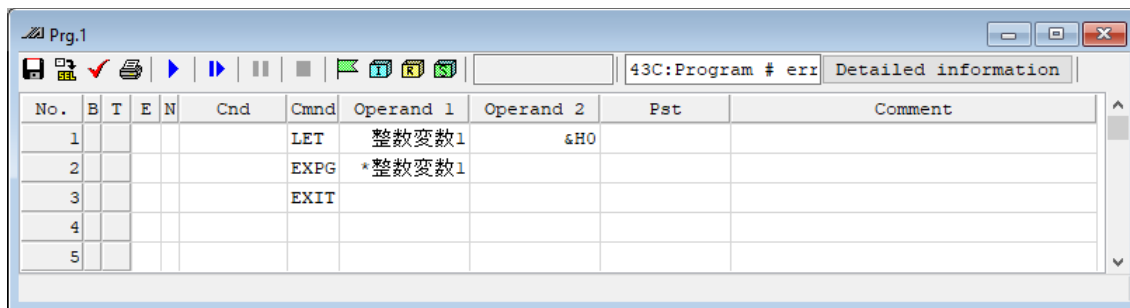 Prg.1
43C:Program # err Detailed information
No. B T E N Cnd Cmnd Operand 1 Operand 2 Pst Comment
1 LET 整数変数1 &H0
2 EXPG *整数変数1
3 EXIT
4
5